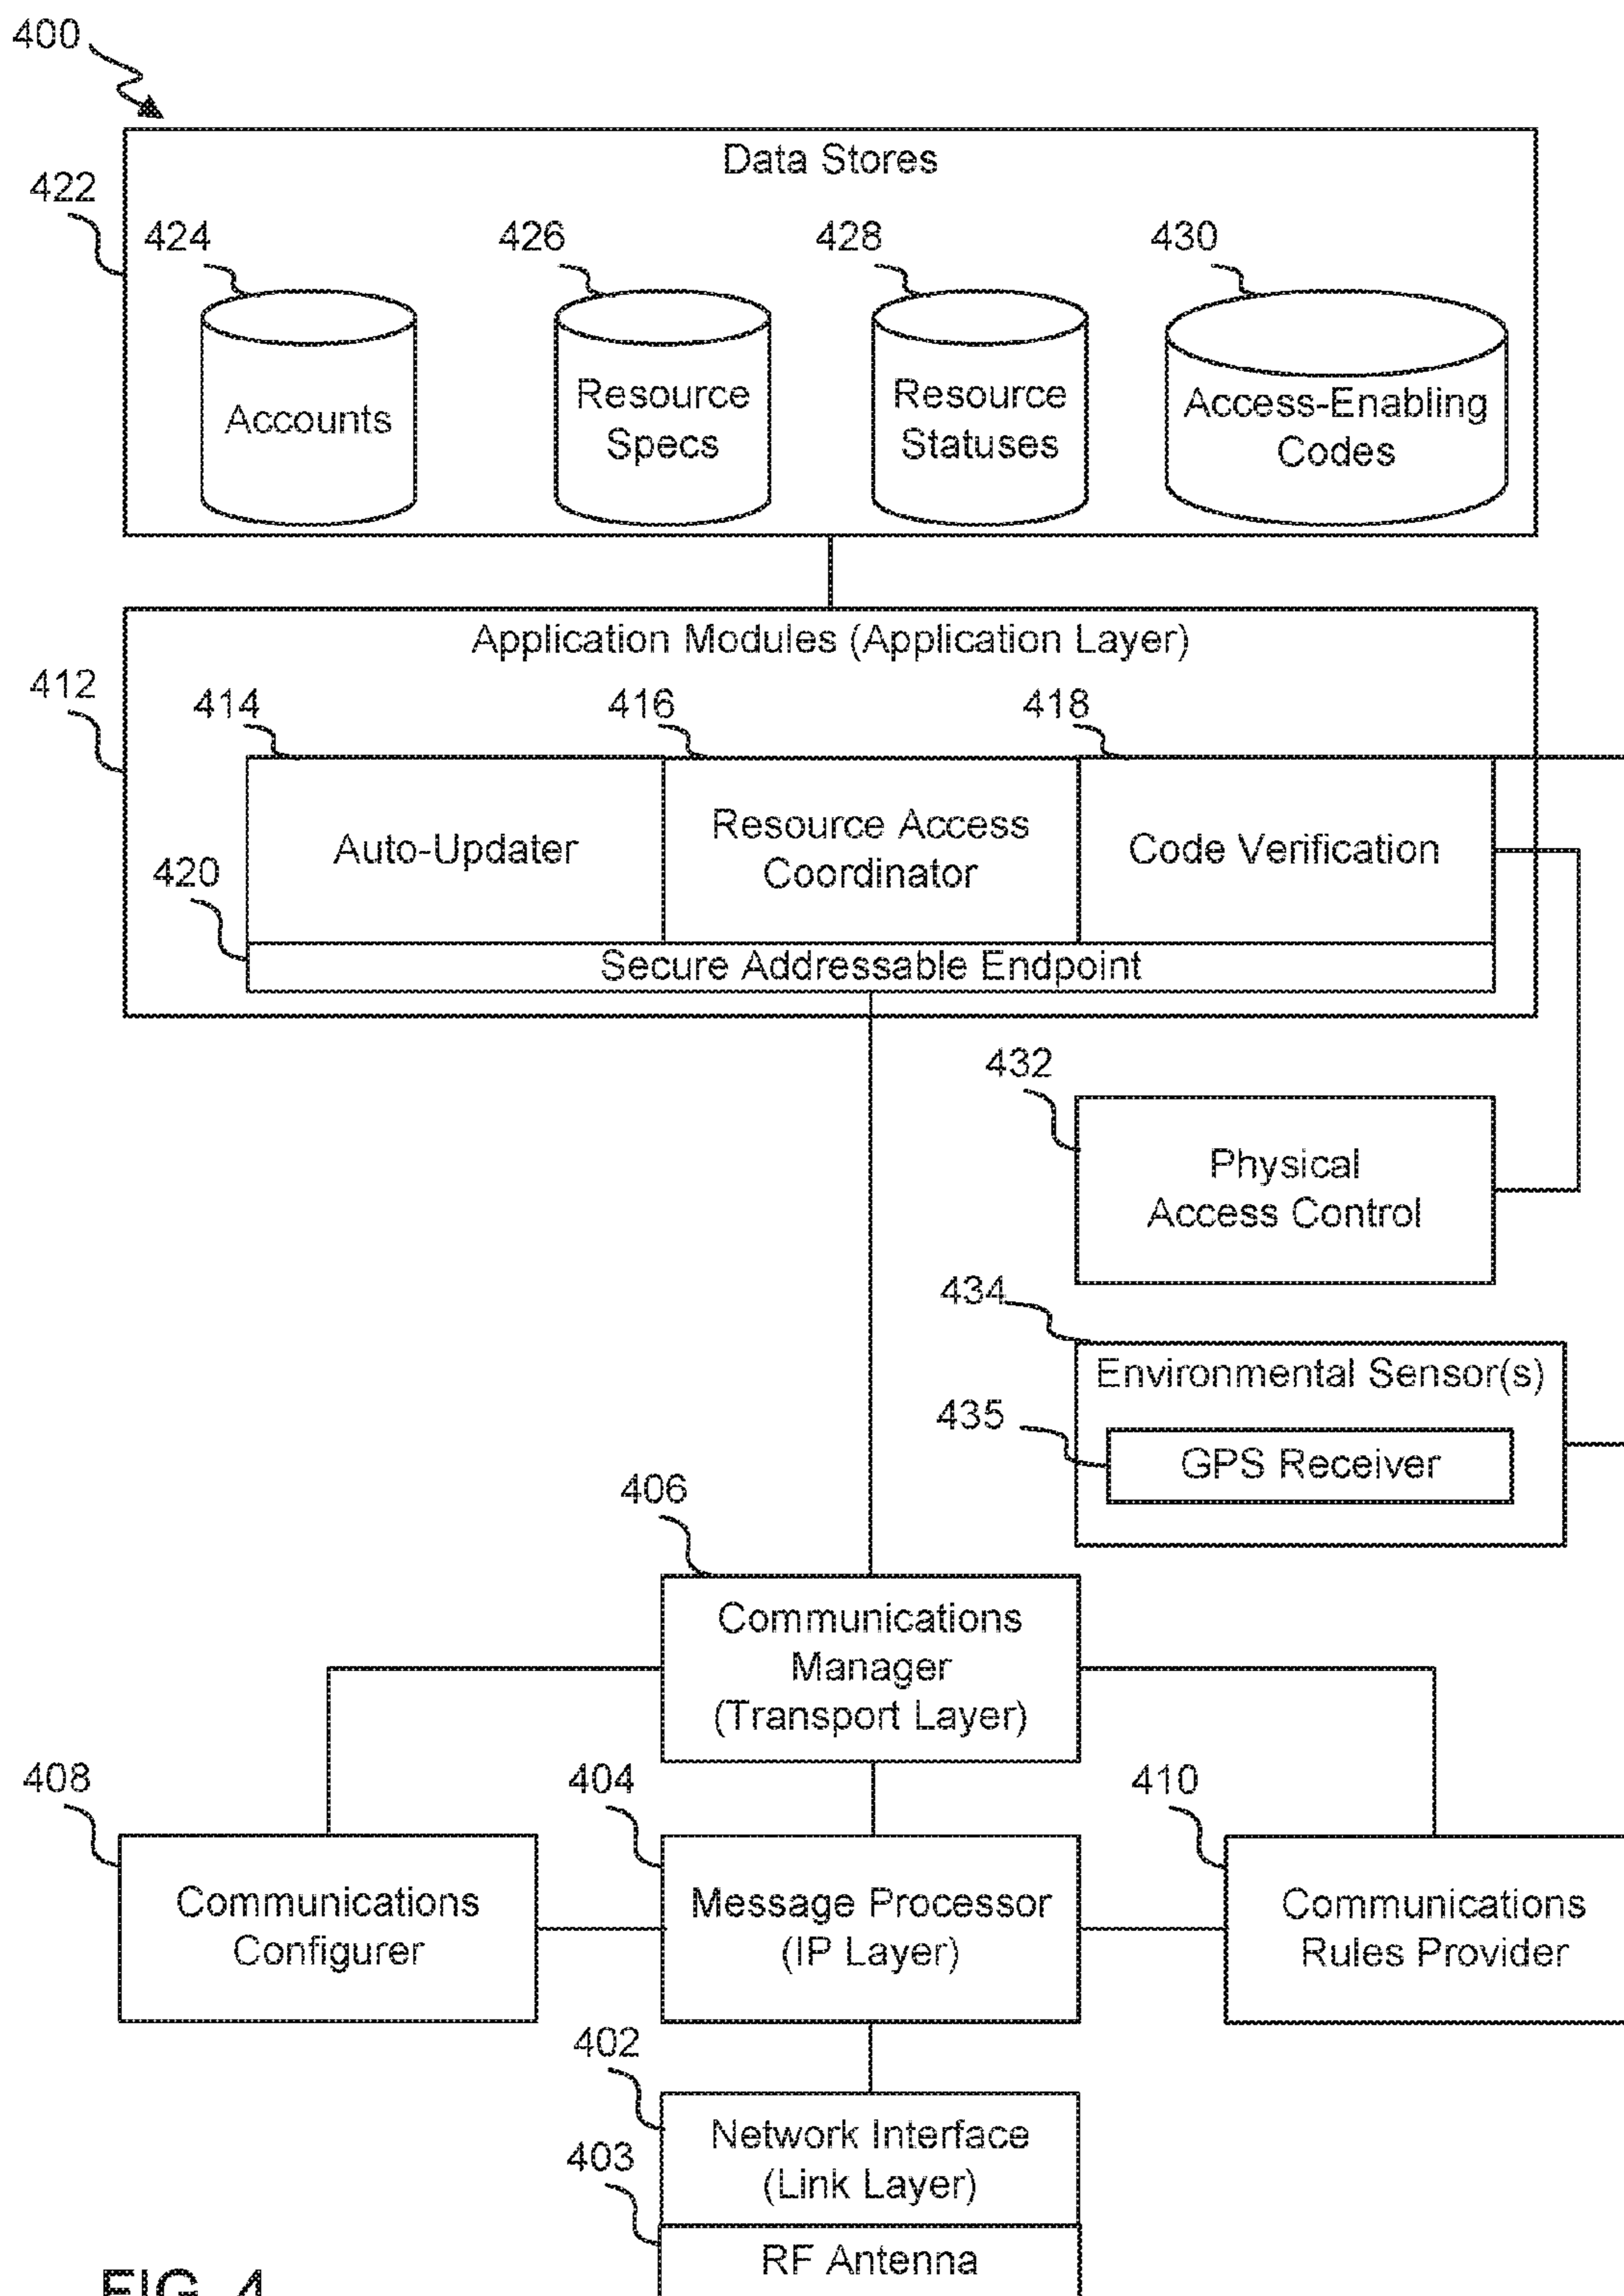 400
Data Stores
422
424
426
428
430
Accounts
Resource
Specs
Resource
Statuses
Access-Enabling
Codes
Application Modules (Application Layer)
412
414
416
418
Auto-Updater
Resource Access
Coordinator
Code Verification
420
Secure Addressable Endpoint
432
Physical
Access Control
434
Environmental Sensor(s)
435
GPS Receiver
406
Communications
Manager
(Transport Layer)
408
404
410
Communications
Configurer
Message Processor
(IP Layer)
Communications
Rules Provider
402
Network Interface
(Link Layer)
403
RF Antenna
FIG. 4